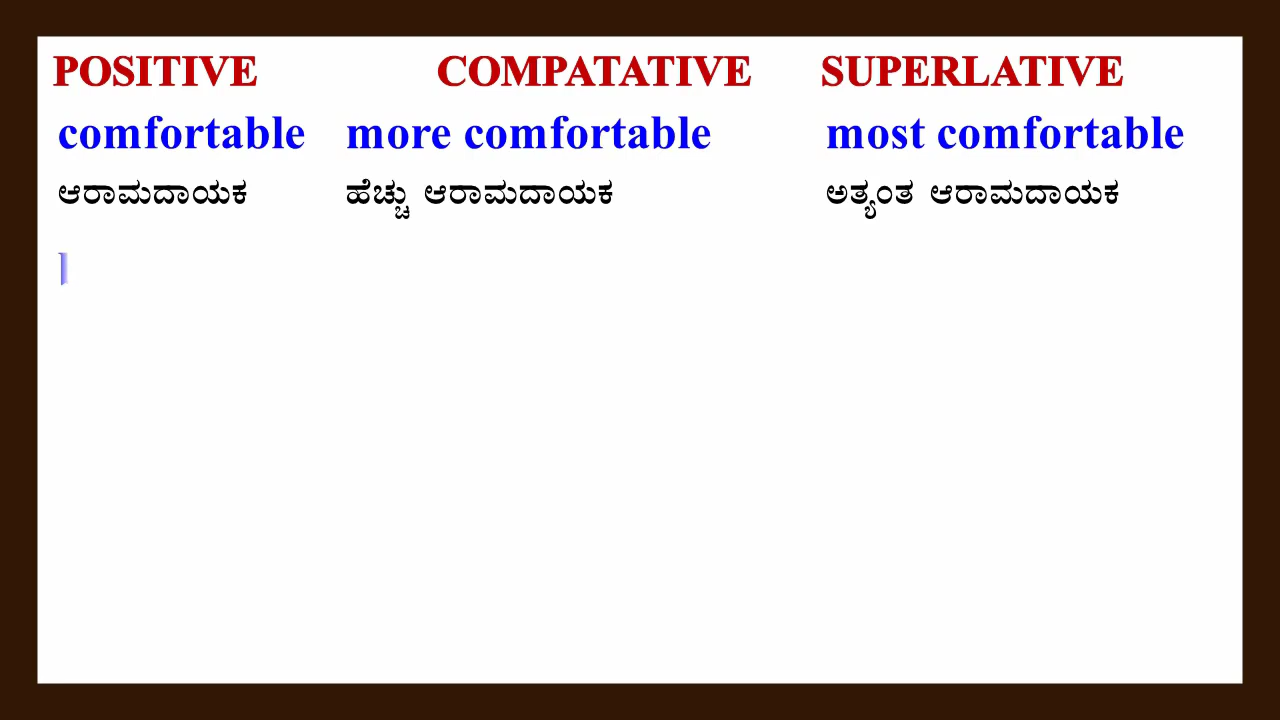 POSITIVE COMPATATIVE SUPERLATIVE
comfortable more comfortable most comfortable
ಆರಾಮದಾಯಕ ಹೆಚ್ಚು ಆರಾಮದಾಯಕ ಅತ್ಯಂತ ಆರಾಮದಾಯಕ